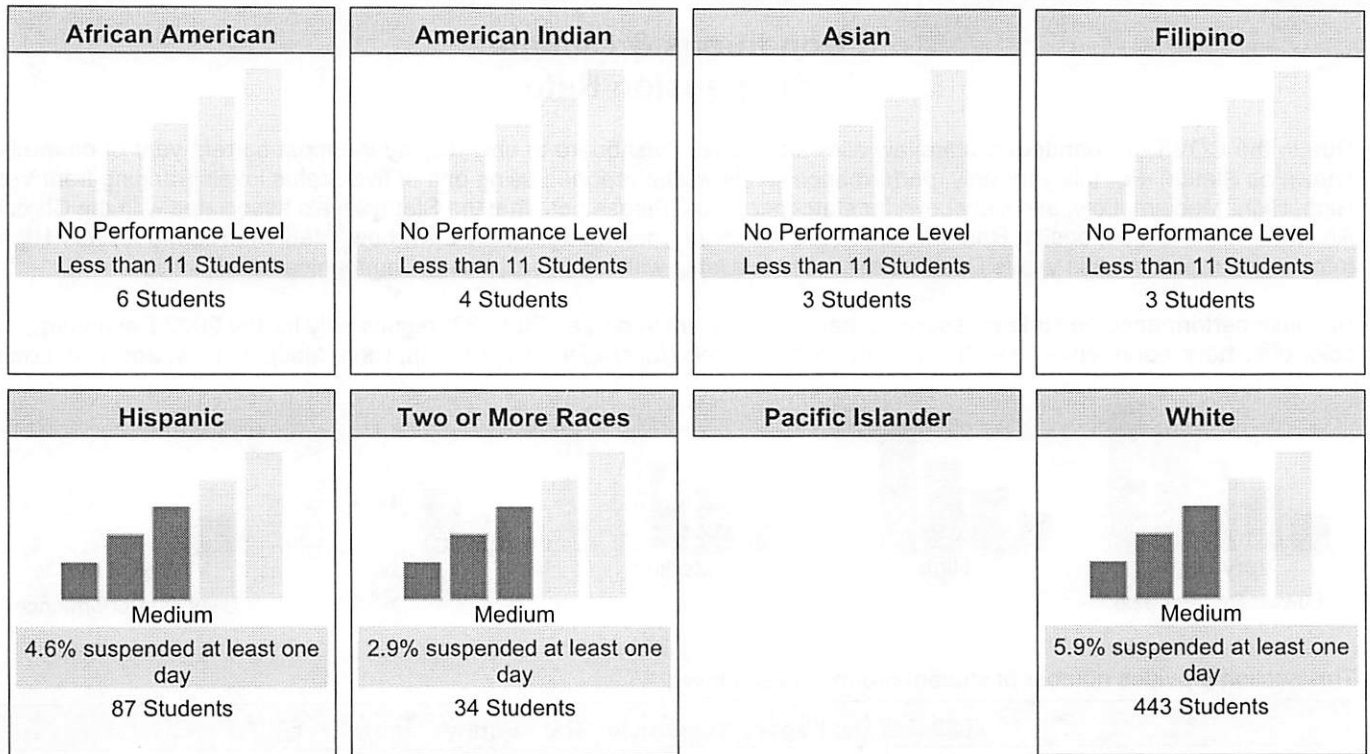 African American
American Indian
Asian
Filipino
No Performance Level
Less than 11 Students
6 Students
No Performance Level
Less than 11 Students
4 Students
No Performance Level
Less than 11 Students
3 Students
No Performance Level
Less than 11 Students
3 Students
Hispanic
Two or More Races
Pacific Islander
White
Medium
4.6% suspended at least one
day
87 Students
Medium
2.9% suspended at least one
day
34 Students
Medium
5.9% suspended at least one
day
443 Students